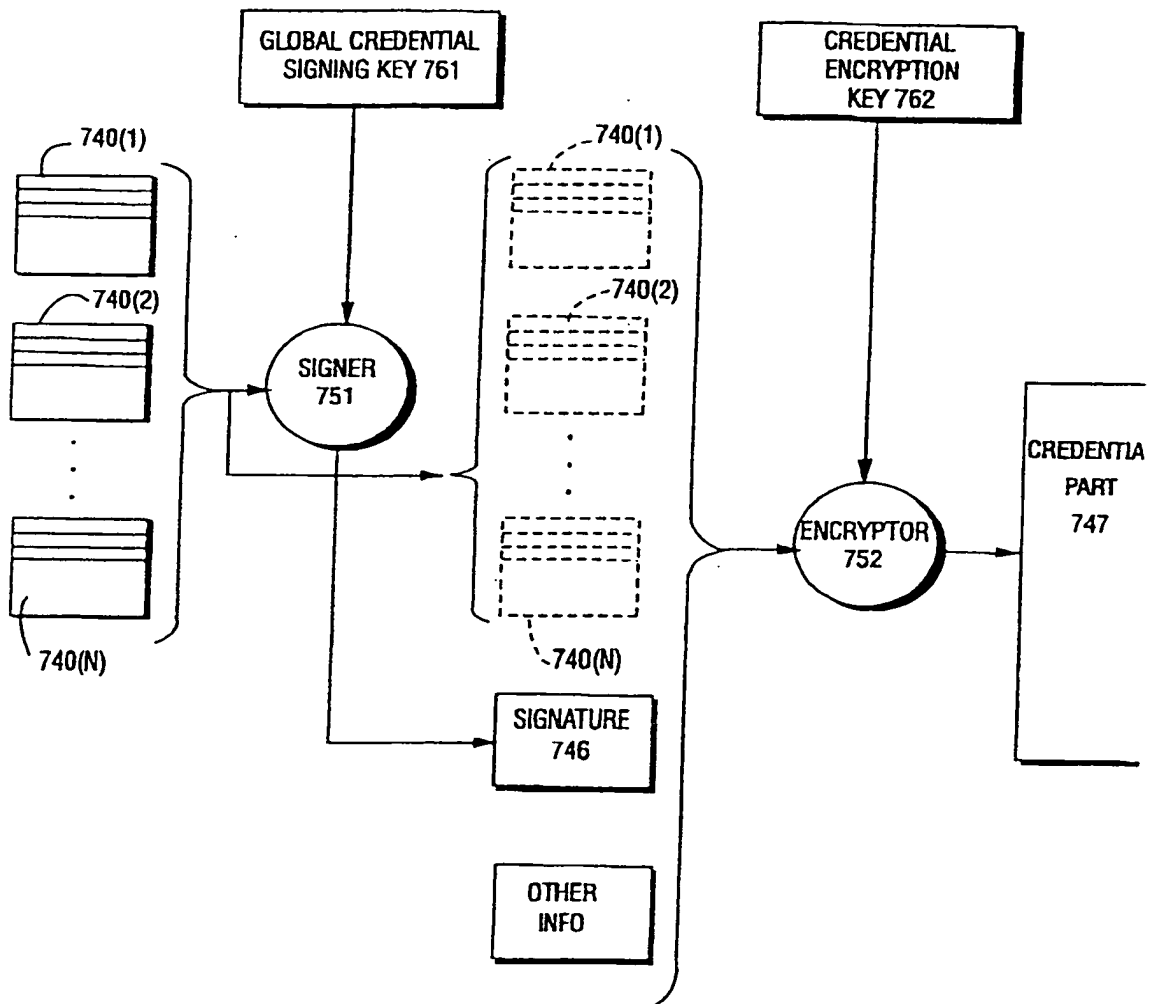 GLOBAL CREDENTIAL
SIGNING KEY 761
CREDENTIAL
ENCRYPTION
KEY 762
740(1)
740(1)
740(2)
740(2)
SIGNER
751
CREDENTIA
PART
747
ENCRYPTOR
752
740(N)
740(N)
SIGNATURE
746
OTHER
INFO